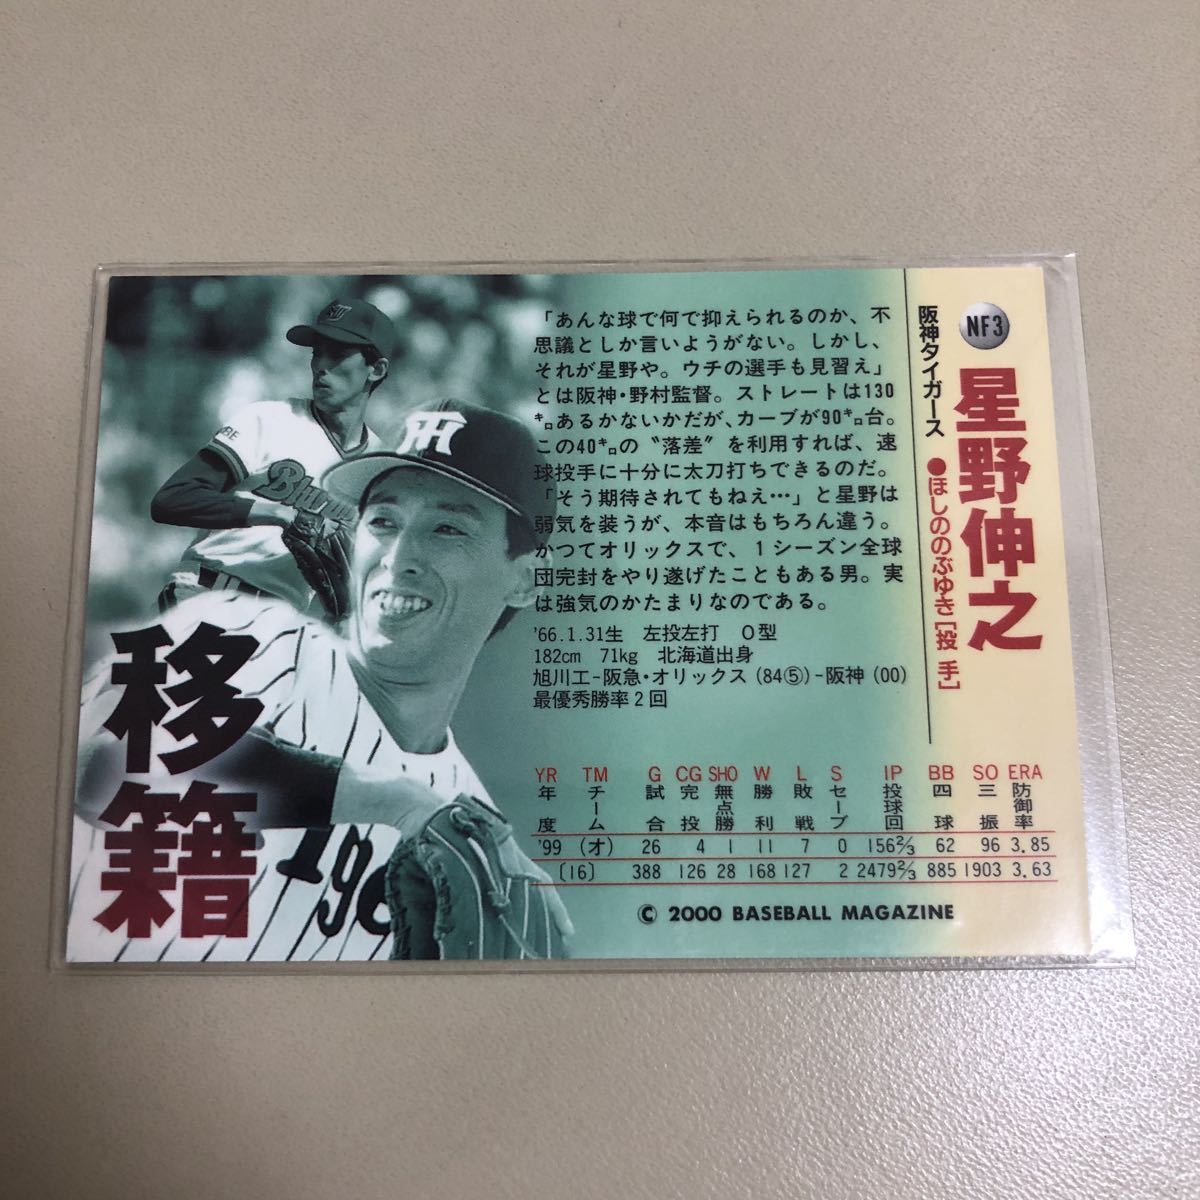 NF3
星野伸之
阪神タイガース ●ほしののぶゆき[投 手]
「あんな球で何で抑えられるのか、不
思議としか言いようがない。しかし、
それが星野や。ウチの選手も見習え」
とは阪神・野村監督。ストレートは130
㌔あるかないかだが、カーブが90㌔台。
この40㌔の〝落差〟を利用すれば、速
球投手に十分に太刀打ちできるのだ。
「そう期待されてもねえ…」と星野は
弱気を装うが、本音はもちろん違う。
かつてオリックスで、1シーズン全球
団完封をやり遂げたこともある男。実
は強気のかたまりなのである。
'66.1.31生 左投左打 O型
182cm 71kg 北海道出身
旭川工-阪急・オリックス(84⑤)-阪神(00)
最優秀勝率2回
YR TM G CG SHO W L S IP BB SO ERA
年度 チーム 試合 完投 無点勝 勝利 敗戦 セーブ 投球回 四球 三振 防御率
'99 (オ) 26 4 1 11 7 0 156⅔ 62 96 3.85
[16] 388 126 28 168 127 2 2479⅔ 885 1903 3.63
© 2000 BASEBALL MAGAZINE
移籍